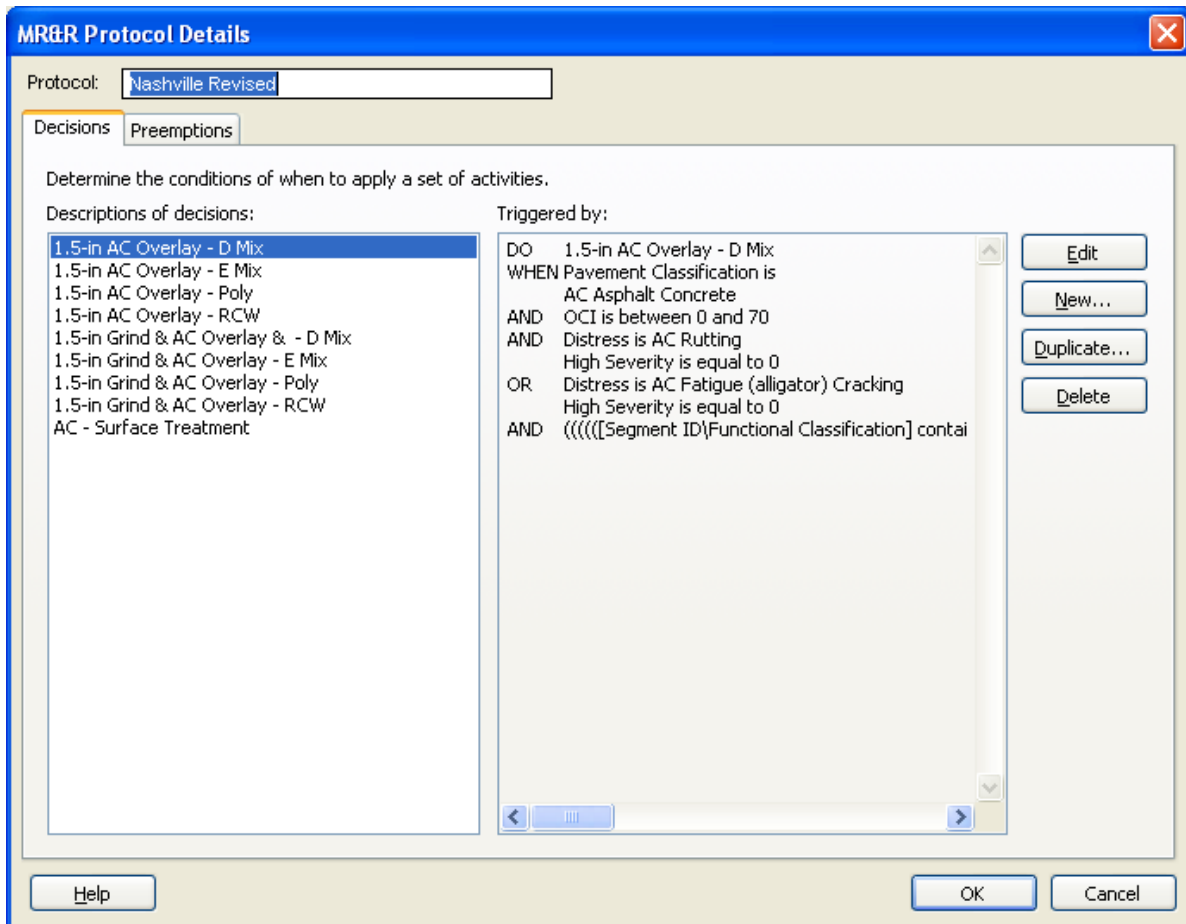 MR&R Protocol Details
Protocol: Nashville Revised
Decisions Preemptions
Determine the conditions of when to apply a set of activities.
Descriptions of decisions:
1.5-in AC Overlay - D Mix
1.5-in AC Overlay - E Mix
1.5-in AC Overlay - Poly
1.5-in AC Overlay - RCW
1.5-in Grind & AC Overlay & - D Mix
1.5-in Grind & AC Overlay - E Mix
1.5-in Grind & AC Overlay - Poly
1.5-in Grind & AC Overlay - RCW
AC - Surface Treatment
Triggered by:
DO 1.5-in AC Overlay - D Mix
WHEN Pavement Classification is
AC Asphalt Concrete
AND OCI is between 0 and 70
AND Distress is AC Rutting
High Severity is equal to 0
OR Distress is AC Fatigue (alligator) Cracking
High Severity is equal to 0
AND (((((([Segment ID\Functional Classification] contai
Edit
New...
Duplicate...
Delete
Help
OK
Cancel